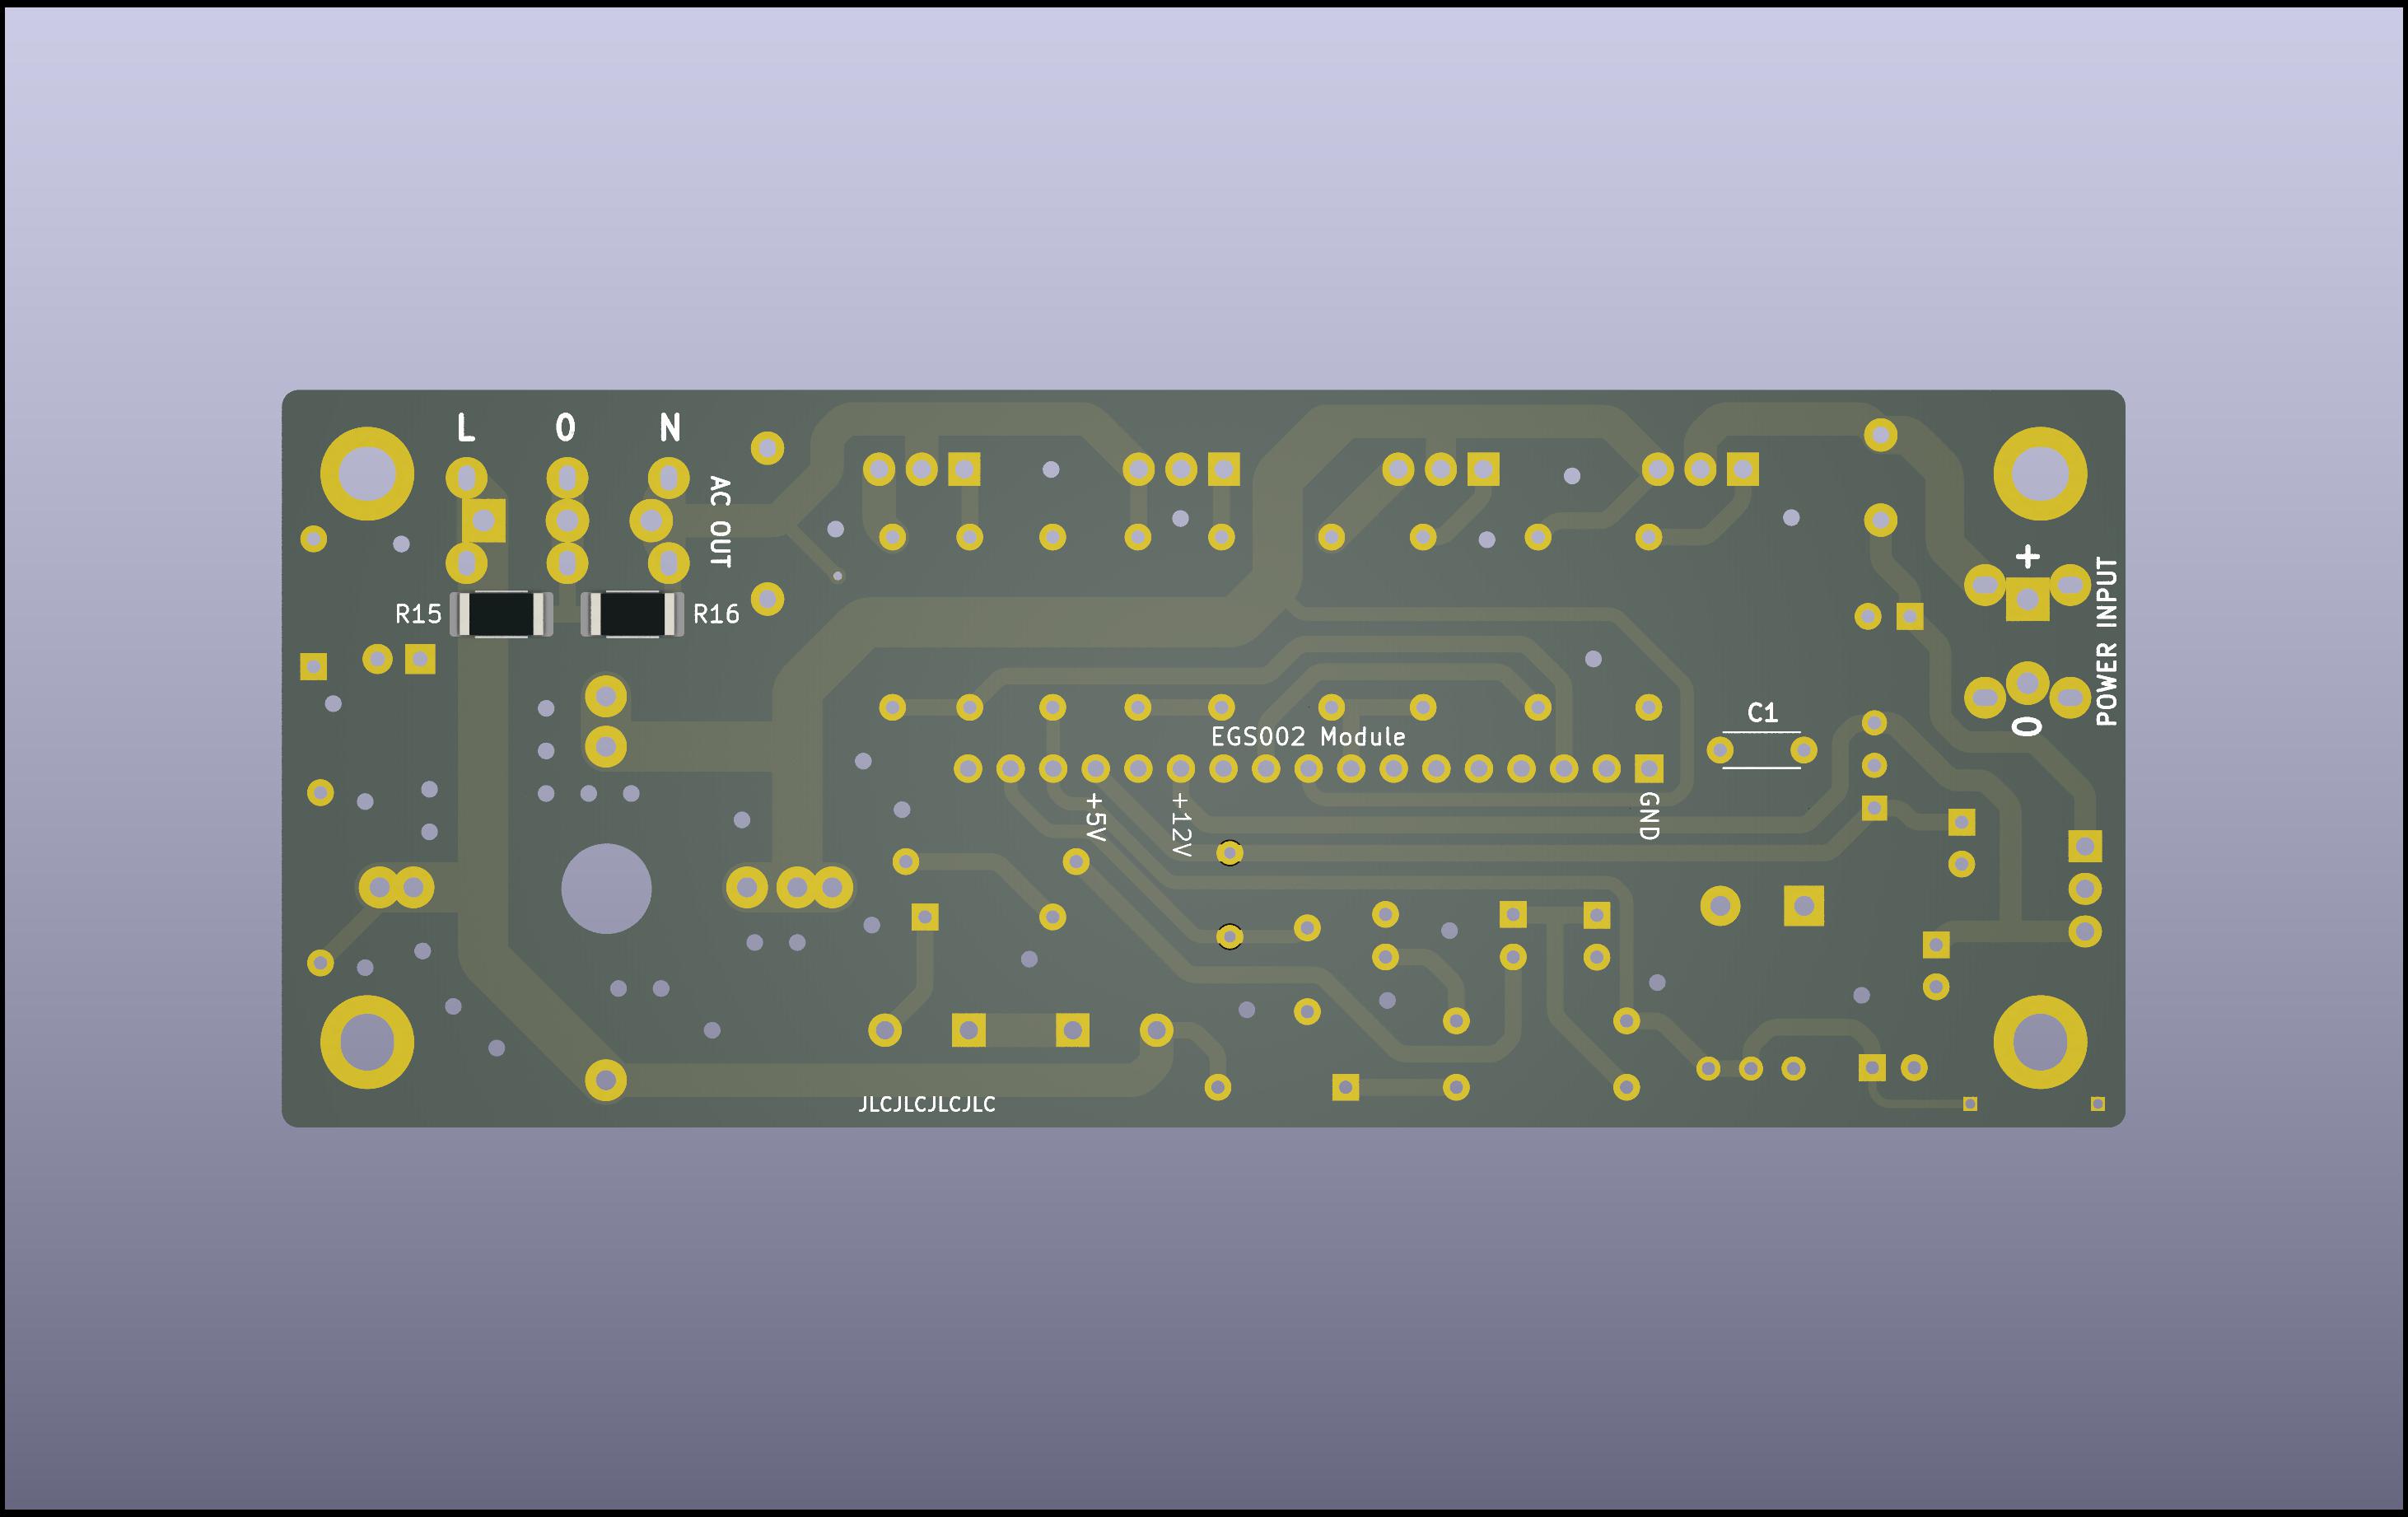 L O N
AC OUT
R15
R16
+
POWER INPUT
0
C1
EGS002 Module
+5V
+12V
GND
JLCJLCJLCJLC